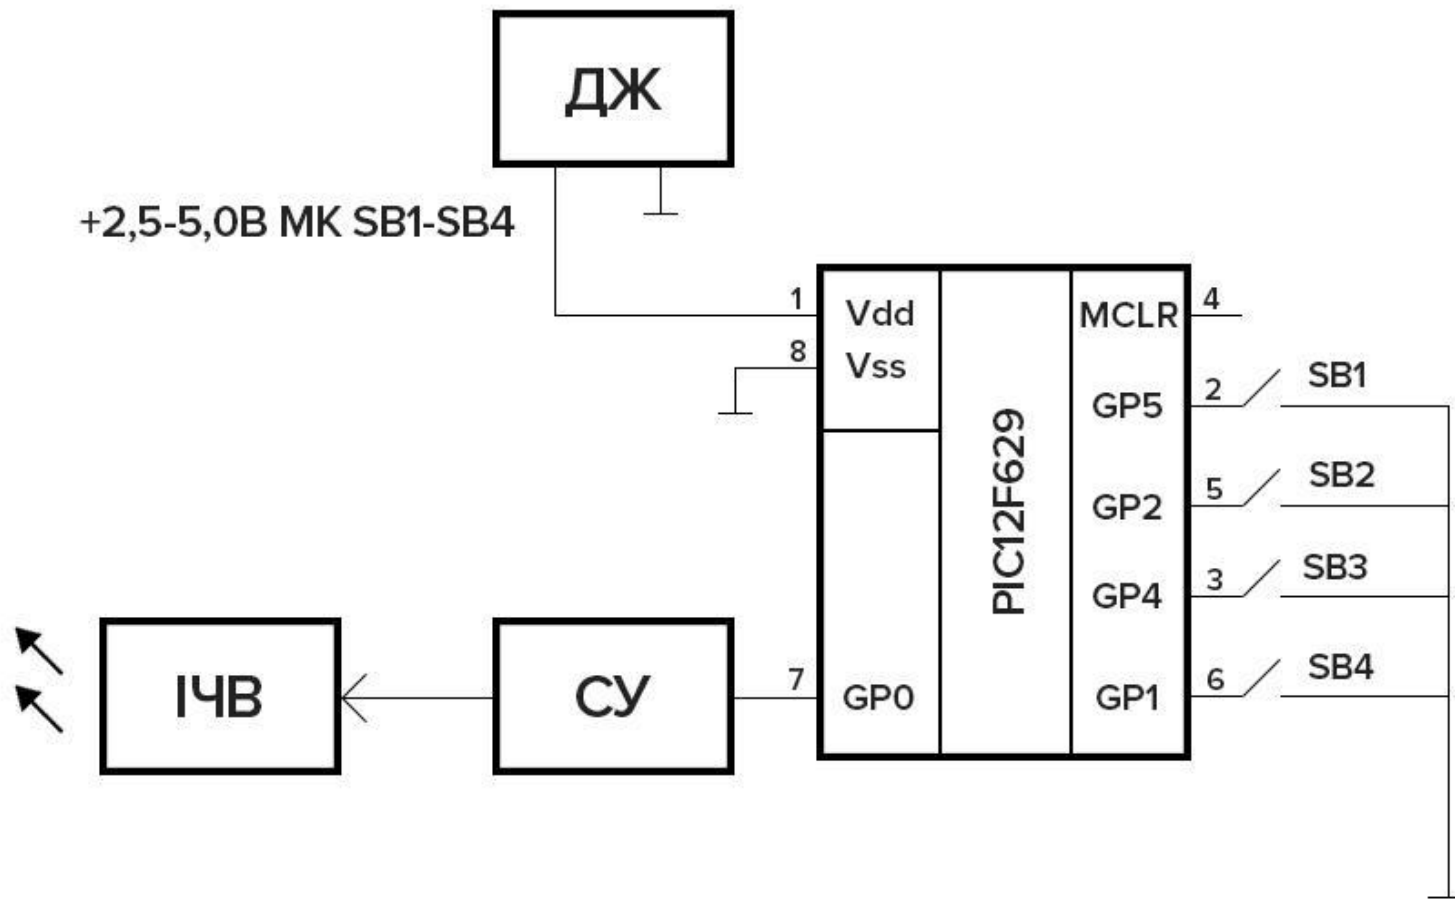 ДЖ
+2,5-5,0В МК SB1-SB4
1 Vdd
8 Vss
PIC12F629
MCLR 4
GP5 2 SB1
GP2 5 SB2
GP4 3 SB3
GP1 6 SB4
ІЧВ
СУ
7 GP0